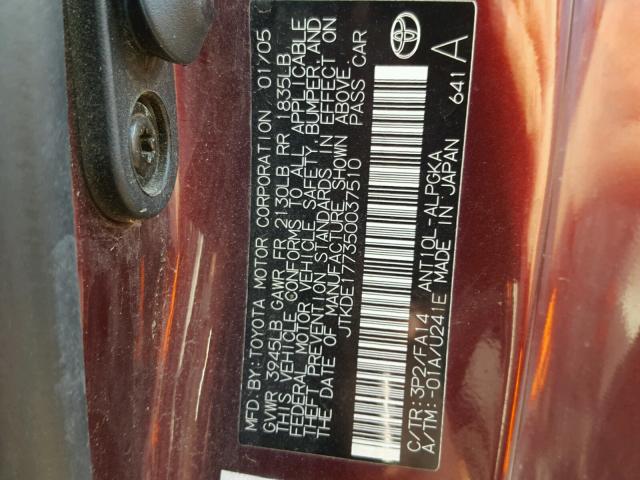 MFD. BY: TOYOTA MOTOR CORPORATION 01/05
GVWR 3945LB GAWR FR 2130LB RR 1835LB
THIS VEHICLE CONFORMS TO ALL APPLICABLE
FEDERAL MOTOR VEHICLE SAFETY, BUMPER, AND
THEFT PREVENTION STANDARDS IN EFFECT ON
THE DATE OF MANUFACTURE SHOWN ABOVE.
JTKDE177350037510 PASS CAR
C/TR:3P2/FA14 ANT10L-ALPGKA
A/TM:-01A/U241E MADE IN JAPAN 641 A